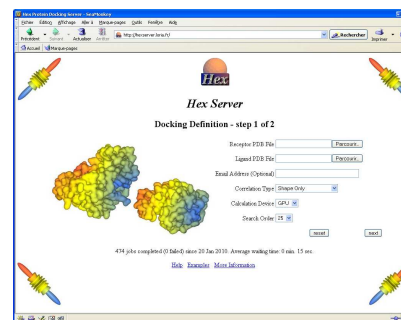 Hex Protein Docking Server - SeaMonkey
Fichier Edition Affichage Aller à Marque-pages Outils Fenêtre Aide
Précédent Suivant Actualiser Arrêter http://hexserver.loria.fr/ Rechercher Imprimer
Accueil Marque-pages
Hex
Hex Server
Docking Definition - step 1 of 2
Receptor PDB File Parcourir...
Ligand PDB File Parcourir...
Email Address (Optional)
Correlation Type Shape Only
Calculation Device GPU
Search Order 25
reset next
474 jobs completed (0 failed) since 20 Jan 2010. Average waiting time: 0 min. 15 sec.
Help Examples More Information